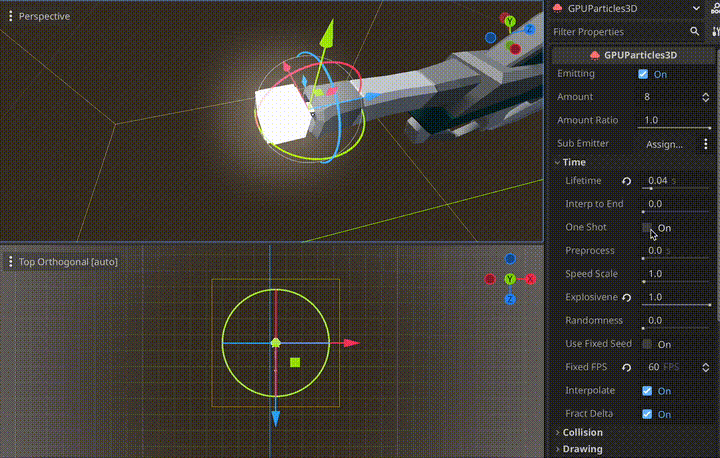 Perspective
Y
Z
Top Orthogonal [auto]
Y
X
Z
GPUParticles3D
Filter Properties
GPUParticles3D
Emitting On
Amount 8
Amount Ratio 1.0
Sub Emitter Assign...
Time
Lifetime 0.04 s
Interp to End 0.0
One Shot On
Preprocess 0.0 s
Speed Scale 1.0
Explosivene 1.0
Randomness 0.0
Use Fixed Seed On
Fixed FPS 60 FPS
Interpolate On
Fract Delta On
Collision
Drawing